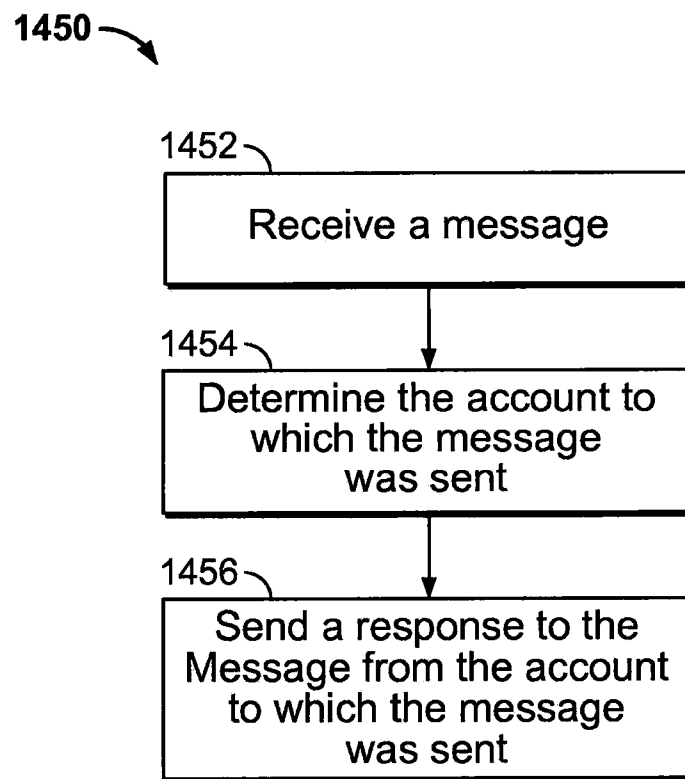 1450
1452
Receive a message
1454
Determine the account to
which the message
was sent
1456
Send a response to the
Message from the account
to which the message
was sent